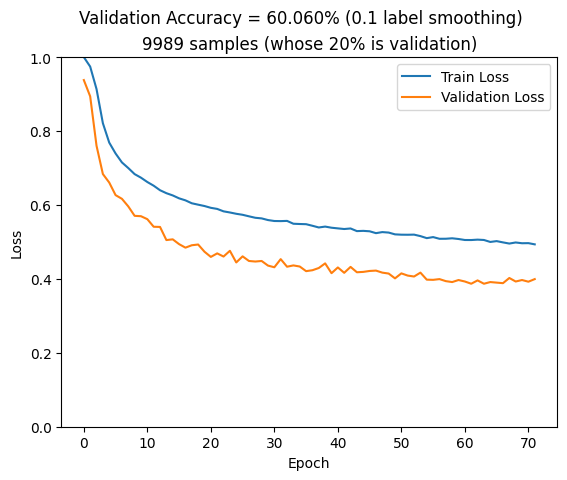 Validation Accuracy = 60.060% (0.1 label smoothing)
9989 samples (whose 20% is validation)
Train Loss
Validation Loss
Loss
1.0
0.8
0.6
0.4
0.2
0.0
0 10 20 30 40 50 60 70
Epoch